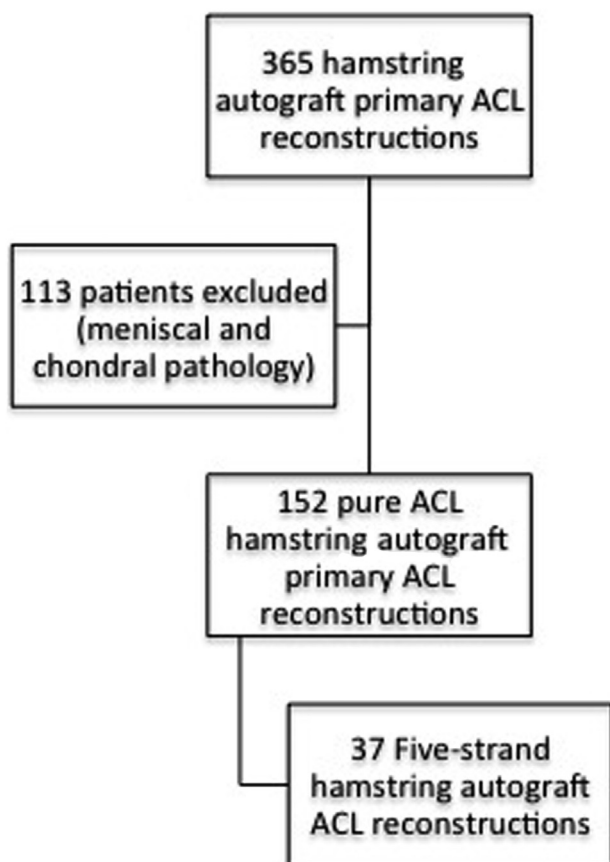 365 hamstring
autograft primary ACL
reconstructions
113 patients excluded
(meniscal and
chondral pathology)
152 pure ACL
hamstring autograft
primary ACL
reconstructions
37 Five-strand
hamstring autograft
ACL reconstructions